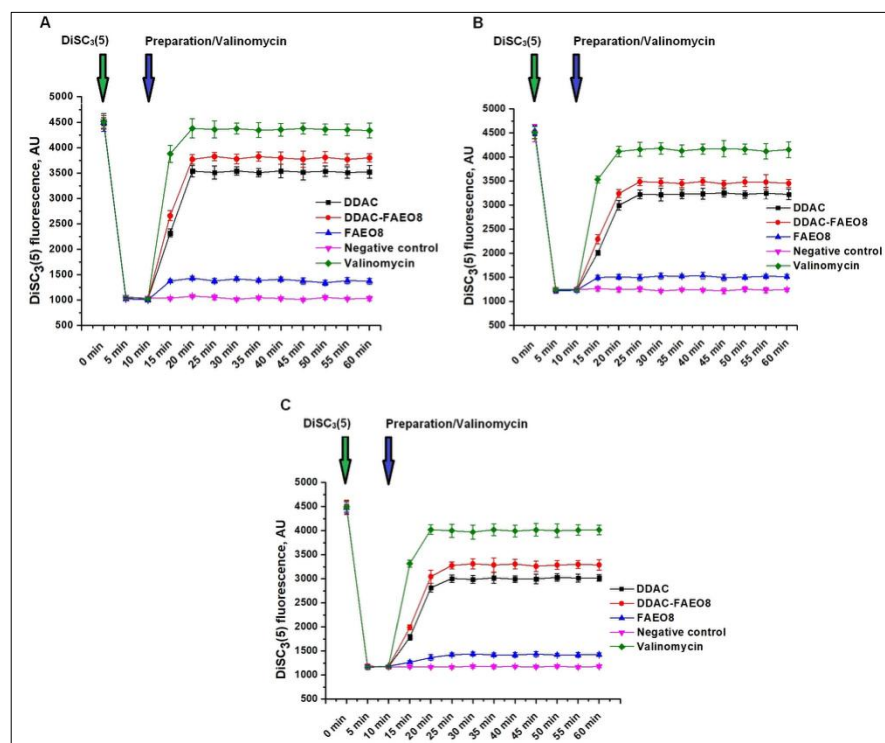 A
DiSC3(5)
Preparation/Valinomycin
DiSC3(5) fluorescence, AU
5000
4500
4000
3500
3000
2500
2000
1500
1000
500
DDAC
DDAC-FAEO8
FAEO8
Negative control
Valinomycin
0 min
5 min
10 min
15 min
20 min
25 min
30 min
35 min
40 min
45 min
50 min
55 min
60 min
B
DiSC3(5)
Preparation/Valinomycin
DiSC3(5) fluorescence, AU
5000
4500
4000
3500
3000
2500
2000
1500
1000
500
DDAC
DDAC-FAEO8
FAEO8
Negative control
Valinomycin
0 min
5 min
10 min
15 min
20 min
25 min
30 min
35 min
40 min
45 min
50 min
55 min
60 min
C
DiSC3(5)
Preparation/Valinomycin
DiSC3(5) fluorescence, AU
5000
4500
4000
3500
3000
2500
2000
1500
1000
500
DDAC
DDAC-FAEO8
FAEO8
Negative control
Valinomycin
0 min
5 min
10 min
15 min
20 min
25 min
30 min
35 min
40 min
45 min
50 min
55 min
60 min